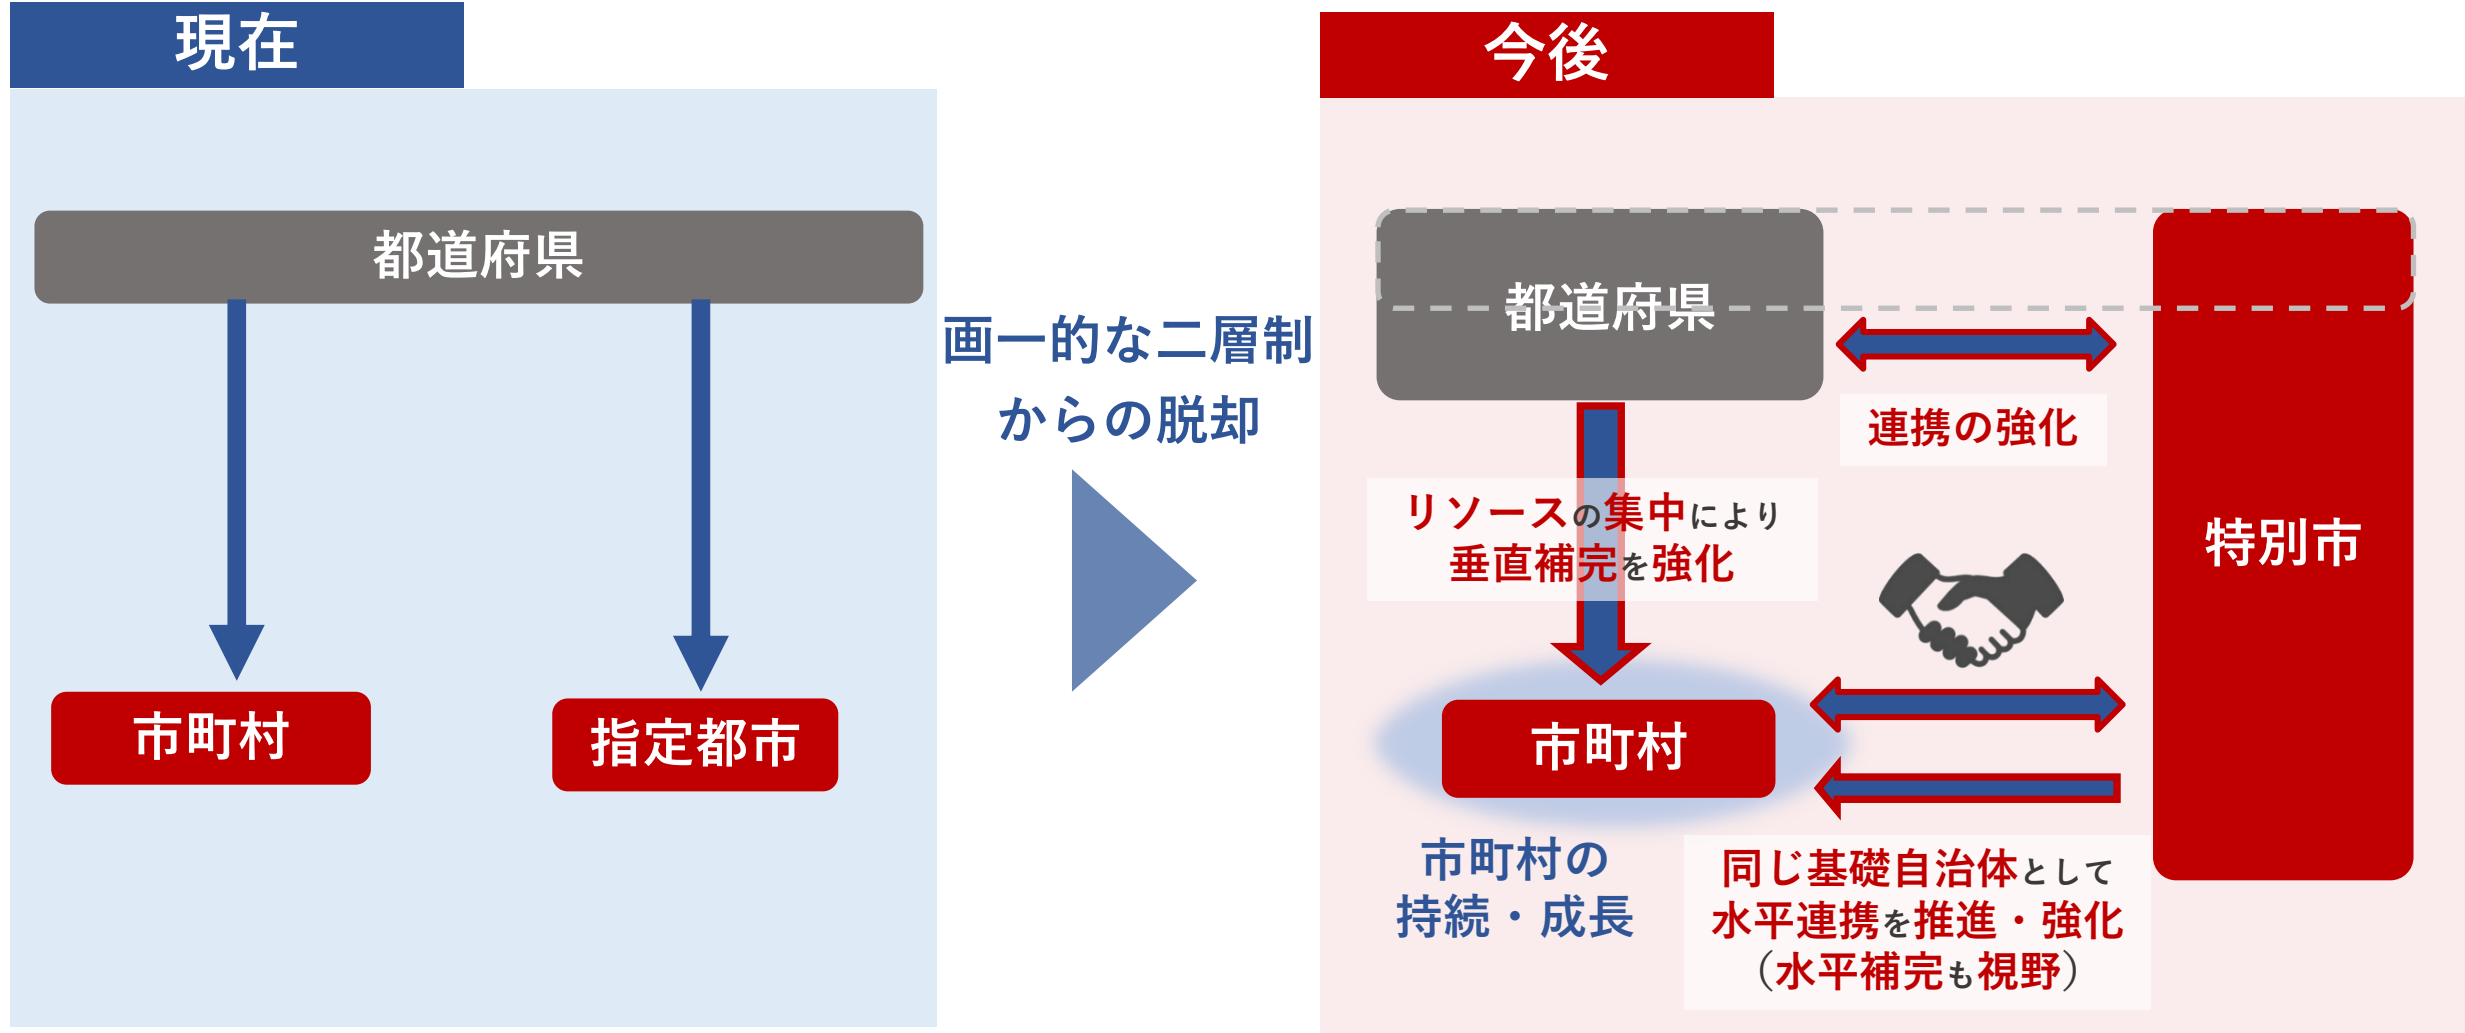 現在
都道府県
市町村
指定都市
画一的な二層制
からの脱却
今後
都道府県
連携の強化
リソースの集中により
垂直補完を強化
特別市
市町村
市町村の
持続・成長
同じ基礎自治体として
水平連携を推進・強化
（水平補完も視野）